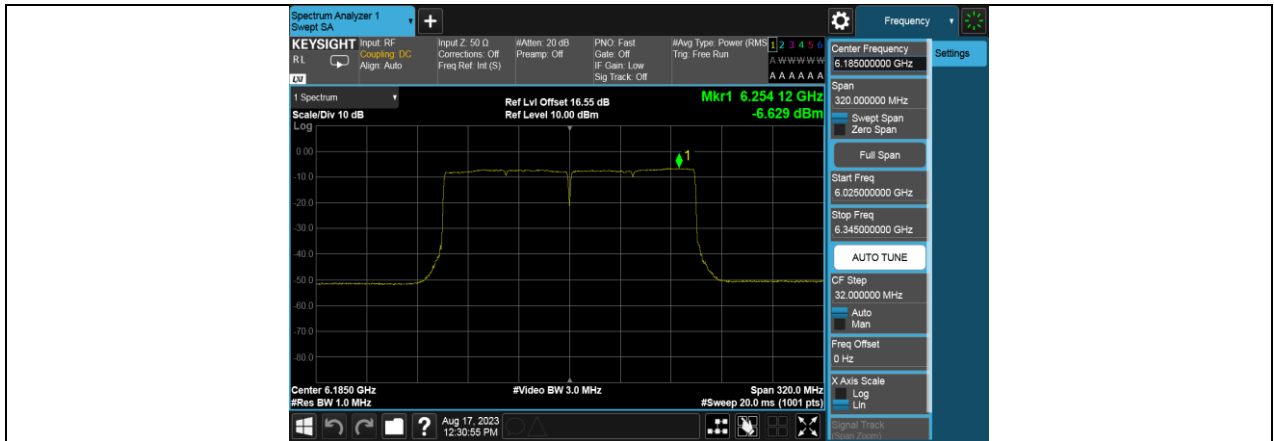 Spectrum Analyzer 1
Swept SA
Frequency
KEYSIGHT
RL
LXI
Input: RF
Coupling: DC
Align: Auto
Input Z: 50 Ω
Corrections: Off
Freq Ref: Int (S)
#Atten: 20 dB
Preamp: Off
PNO: Fast
Gate: Off
IF Gain: Low
Sig Track: Off
#Avg Type: Power (RMS
Trig: Free Run
1 2 3 4 5 6
A W W W W W
A A A A A A
1 Spectrum
Scale/Div 10 dB
Ref Lvl Offset 16.55 dB
Ref Level 10.00 dBm
Mkr1 6.254 12 GHz
-6.629 dBm
Log
1
0.00
-10.0
-20.0
-30.0
-40.0
-50.0
-60.0
-70.0
-80.0
Center 6.1850 GHz
#Res BW 1.0 MHz
#Video BW 3.0 MHz
Span 320.0 MHz
#Sweep 20.0 ms (1001 pts)
Center Frequency
6.185000000 GHz
Settings
Span
320.000000 MHz
Swept Span
Zero Span
Full Span
Start Freq
6.025000000 GHz
Stop Freq
6.345000000 GHz
AUTO TUNE
CF Step
32.000000 MHz
Auto
Man
Freq Offset
0 Hz
X Axis Scale
Log
Lin
Signal Track
(Span Zoom)
?
Aug 17, 2023
12:30:55 PM